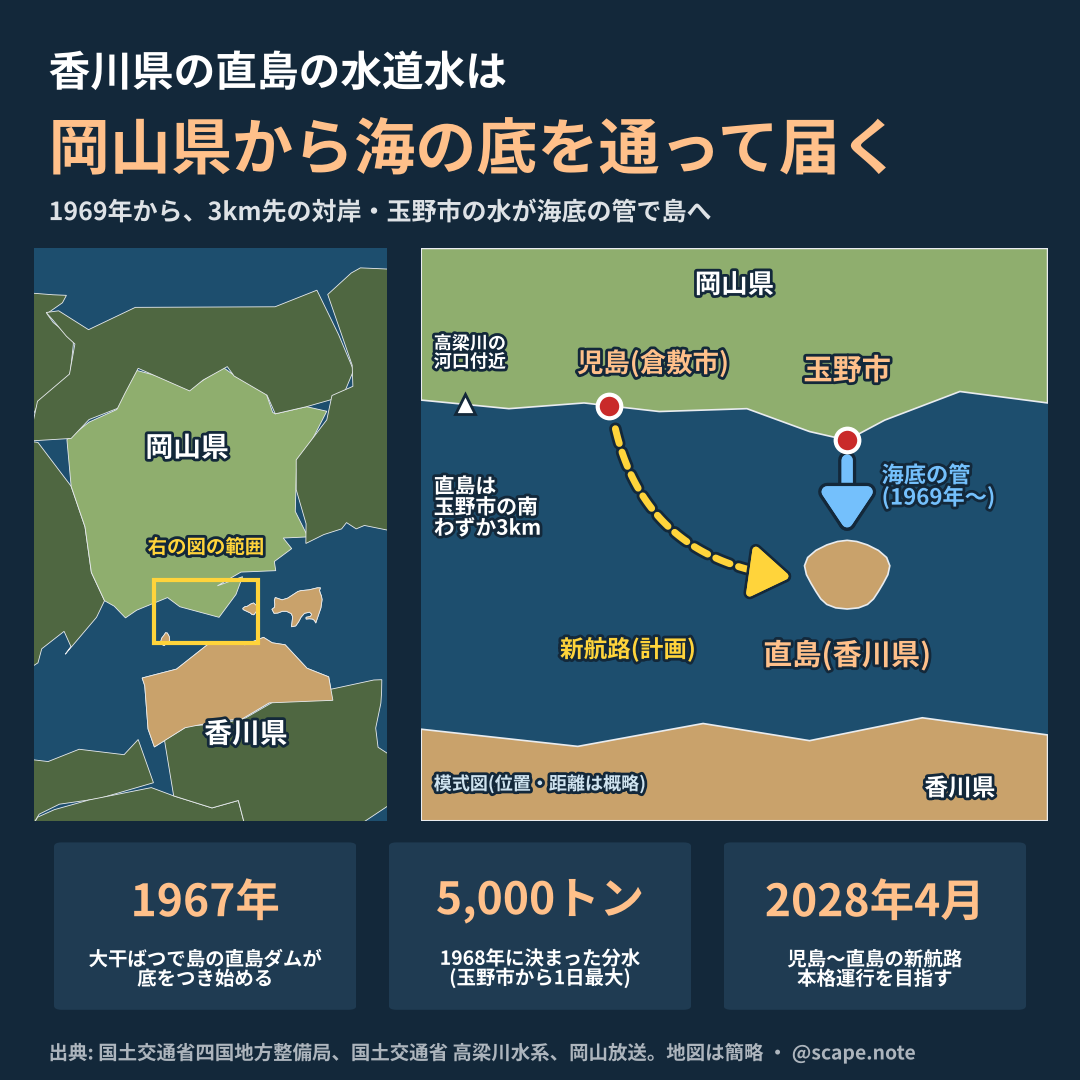 香川県の直島の水道水は
岡山県から海の底を通って届く
1969年から、3km先の対岸・玉野市の水が海底の管で島へ
岡山県
右の図の範囲
香川県
岡山県
高梁川の
河口付近
児島(倉敷市)
玉野市
直島は
玉野市の南
わずか3km
海底の管
(1969年〜)
新航路(計画)
直島(香川県)
模式図(位置・距離は概略)
香川県
1967年
大干ばつで島の直島ダムが
底をつき始める
5,000トン
1968年に決まった分水
(玉野市から1日最大)
2028年4月
児島〜直島の新航路
本格運行を目指す
出典: 国土交通省四国地方整備局、国土交通省 高梁川水系、岡山放送。地図は簡略 ・ @scape.note